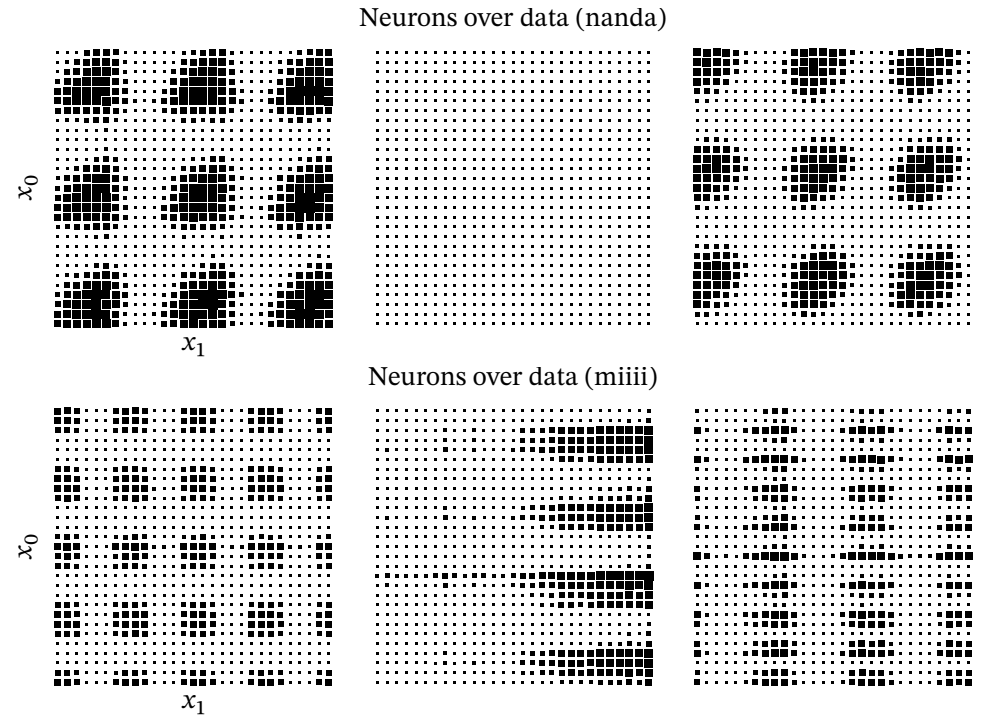 Neurons over data (nanda)
x₀
x₁
Neurons over data (miiii)
x₀
x₁